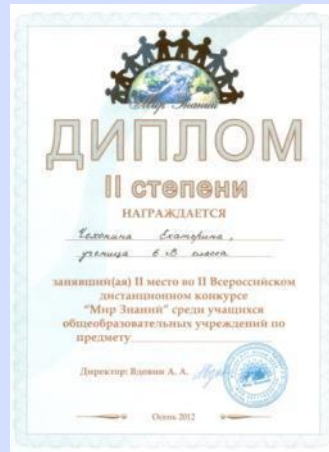 Мир Знаний
ДИПЛОМ
II степени
НАГРАЖДАЕТСЯ
Екатерина,
ученица 6 класса
занявший(ая) II место во II Всероссийском
дистанционном конкурсе
"Мир Знаний" среди учащихся
общеобразовательных учреждений по
предмету
Директор: Вдовин А. А.
Осень 2012